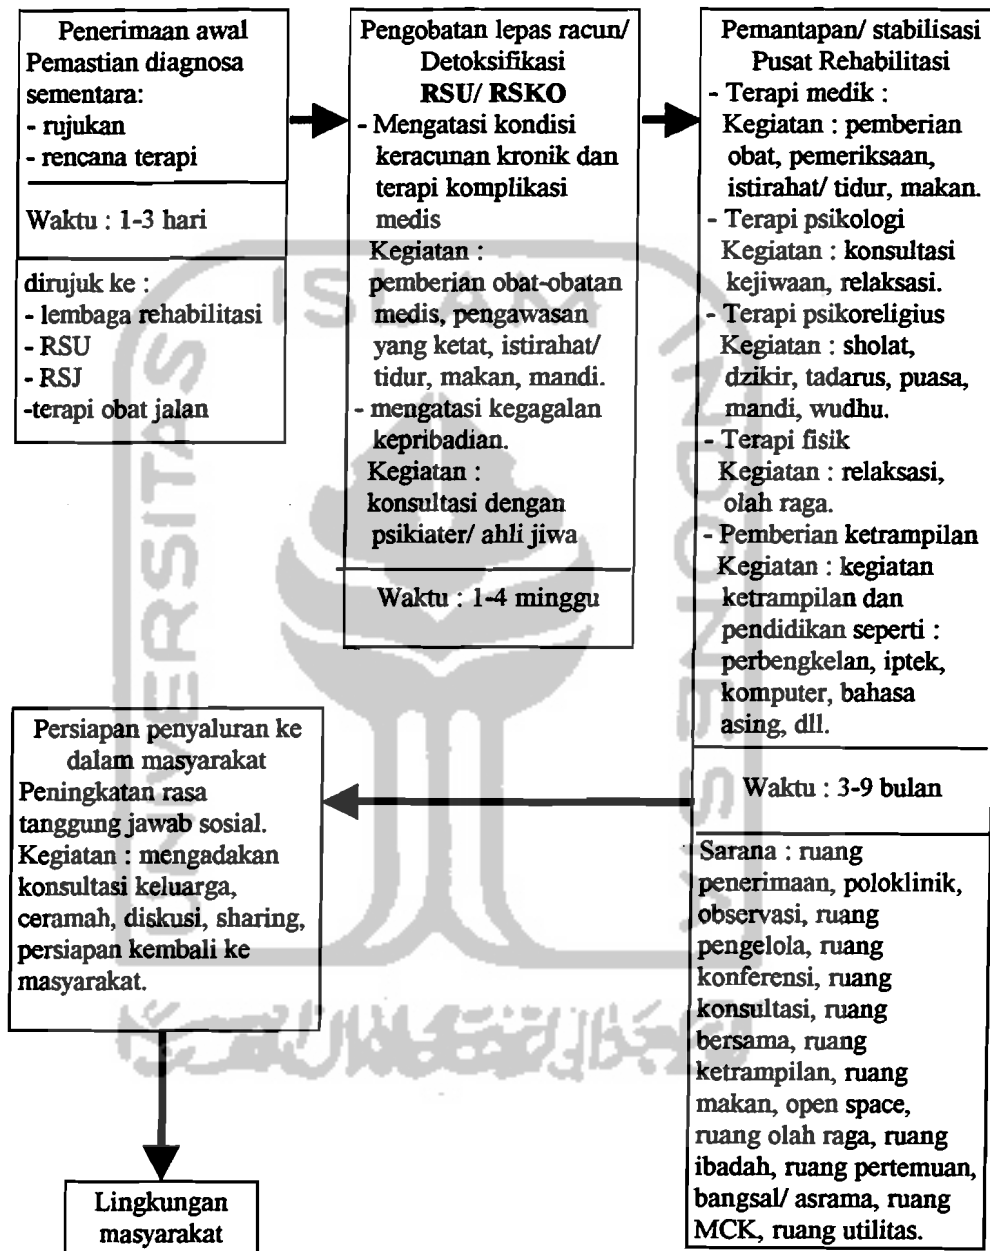 Penerimaan awal
Pemastian diagnosa
sementara:
- rujukan
- rencana terapi
Waktu : 1-3 hari
dirujuk ke :
- lembaga rehabilitasi
- RSU
- RSJ
-terapi obat jalan
Pengobatan lepas racun/
Detoksifikasi
RSU/ RSKO
- Mengatasi kondisi
keracunan kronik dan
terapi komplikasi
medis
Kegiatan :
pemberian obat-obatan
medis, pengawasan
yang ketat, istirahat/
tidur, makan, mandi.
- mengatasi kegagalan
kepribadian.
Kegiatan :
konsultasi dengan
psikiater/ ahli jiwa
Waktu : 1-4 minggu
Pemantapan/ stabilisasi
Pusat Rehabilitasi
- Terapi medik :
Kegiatan : pemberian
obat, pemeriksaan,
istirahat/ tidur, makan.
- Terapi psikologi
Kegiatan : konsultasi
kejiwaan, relaksasi.
- Terapi psikoreligius
Kegiatan : sholat,
dzikir, tadarus, puasa,
mandi, wudhu.
- Terapi fisik
Kegiatan : relaksasi,
olah raga.
- Pemberian ketrampilan
Kegiatan : kegiatan
ketrampilan dan
pendidikan seperti :
perbengkelan, iptek,
komputer, bahasa
asing, dll.
Waktu : 3-9 bulan
Sarana : ruang
penerimaan, poloklinik,
observasi, ruang
pengelola, ruang
konferensi, ruang
konsultasi, ruang
bersama, ruang
ketrampilan, ruang
makan, open space,
ruang olah raga, ruang
ibadah, ruang pertemuan,
bangsal/ asrama, ruang
MCK, ruang utilitas.
Persiapan penyaluran ke
dalam masyarakat
Peningkatan rasa
tanggung jawab sosial.
Kegiatan : mengadakan
konsultasi keluarga,
ceramah, diskusi, sharing,
persiapan kembali ke
masyarakat.
Lingkungan
masyarakat
ISLAM
UNIVERSITAS
INDONESIA